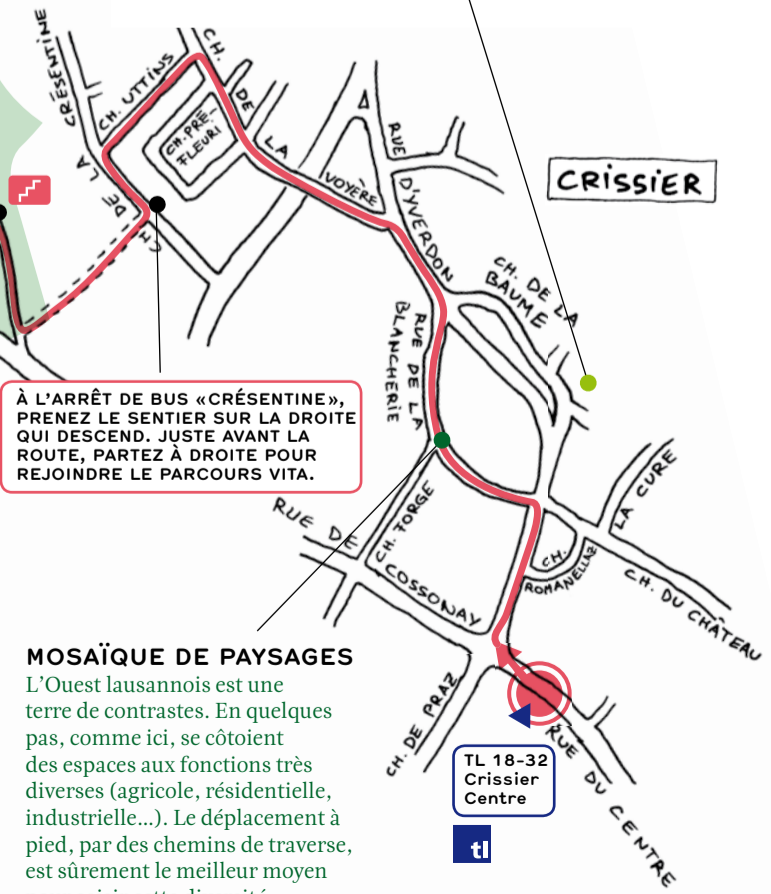 CH. DE LA CRÉSENTINE
CH. UTTINS
CH. PRÉ-
FLEURI
CH. DE LA VOYÈRE
RUE D'YVERDON
CRISSIER
CH. DE LA
BAUME
RUE DE LA
BLANCHERIE
À L'ARRÊT DE BUS «CRÉSENTINE»,
PRENEZ LE SENTIER SUR LA DROITE
QUI DESCEND. JUSTE AVANT LA
ROUTE, PARTEZ À DROITE POUR
REJOINDRE LE PARCOURS VITA.
RUE DE COSSONAY
CH. FORGE
LA CURE
CH.
ROMANELLAZ
CH. DU CHÂTEAU
CH. DE PRAZ
RUE DU CENTRE
TL 18-32
Crissier
Centre
tl
MOSAÏQUE DE PAYSAGES
L'Ouest lausannois est une
terre de contrastes. En quelques
pas, comme ici, se côtoient
des espaces aux fonctions très
diverses (agricole, résidentielle,
industrielle...). Le déplacement à
pied, par des chemins de traverse,
est sûrement le meilleur moyen